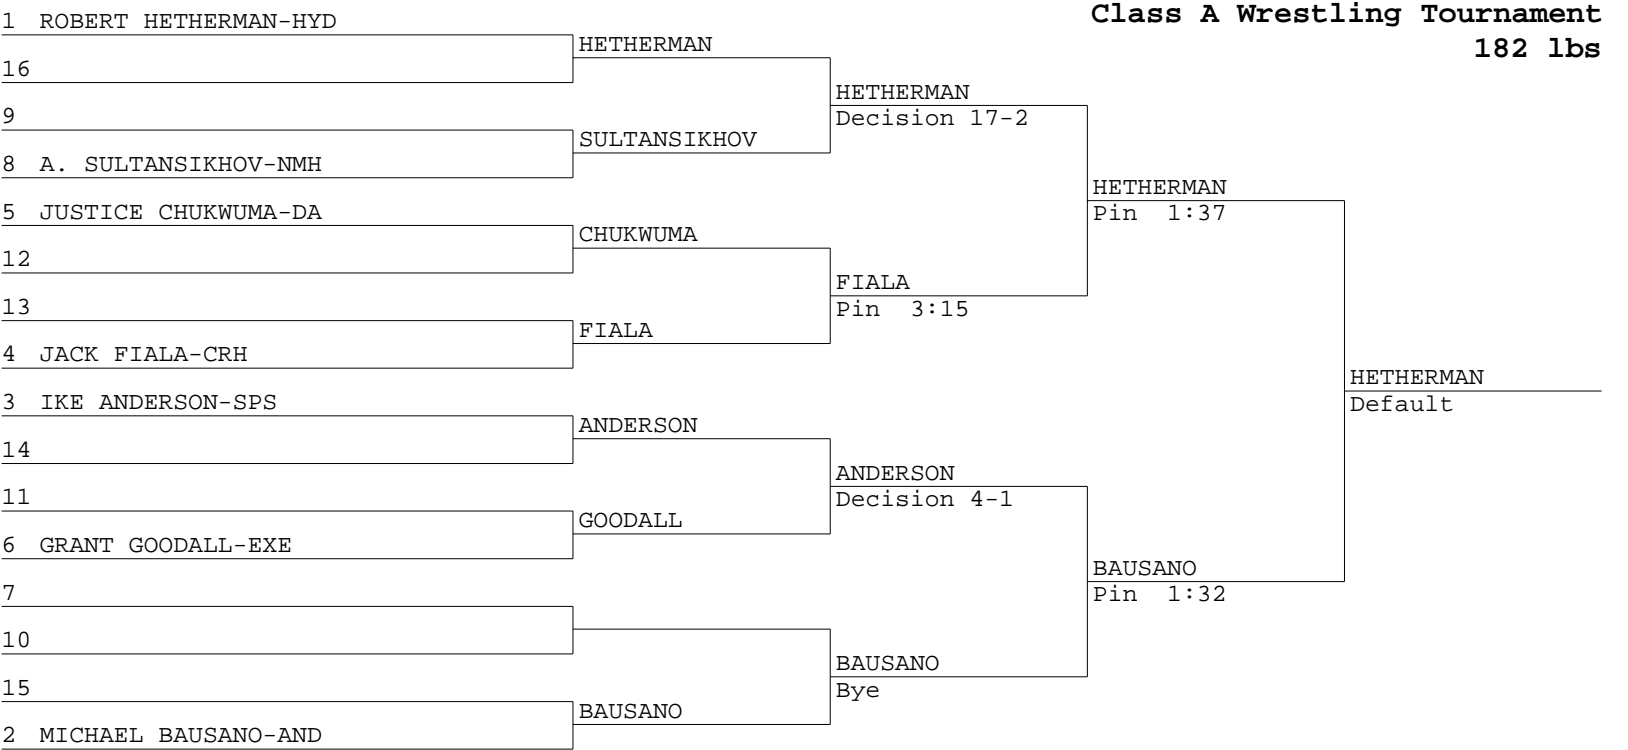 Class A Wrestling Tournament
182 lbs
1 ROBERT HETHERMAN-HYD
16
9
8 A. SULTANSIKHOV-NMH
5 JUSTICE CHUKWUMA-DA
12
13
4 JACK FIALA-CRH
3 IKE ANDERSON-SPS
14
11
6 GRANT GOODALL-EXE
7
10
15
2 MICHAEL BAUSANO-AND
HETHERMAN
SULTANSIKHOV
CHUKWUMA
FIALA
ANDERSON
GOODALL
BAUSANO
HETHERMAN
Decision 17-2
FIALA
Pin 3:15
ANDERSON
Decision 4-1
BAUSANO
Bye
HETHERMAN
Pin 1:37
BAUSANO
Pin 1:32
HETHERMAN
Default